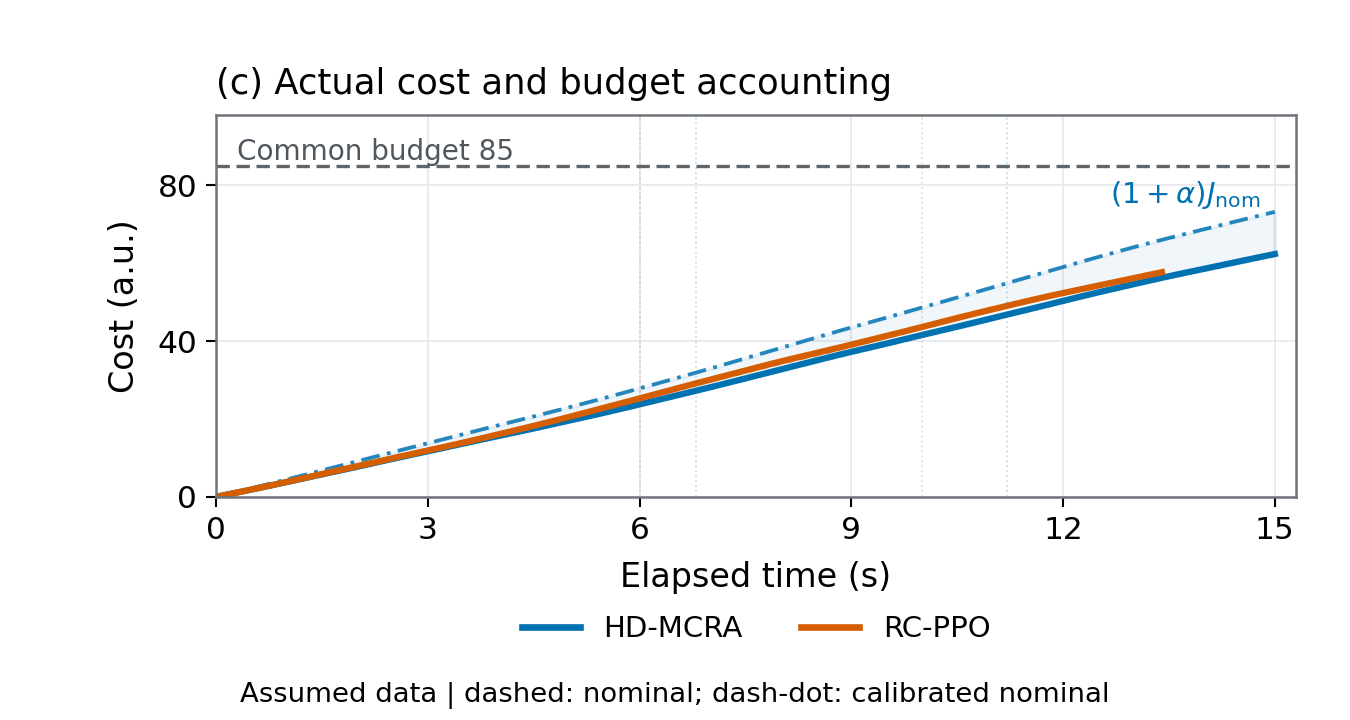 (c) Actual cost and budget accounting
Common budget 85
(1 + α)J_nom
80
40
0
Cost (a.u.)
0 3 6 9 12 15
Elapsed time (s)
HD-MCRA RC-PPO
Assumed data | dashed: nominal; dash-dot: calibrated nominal